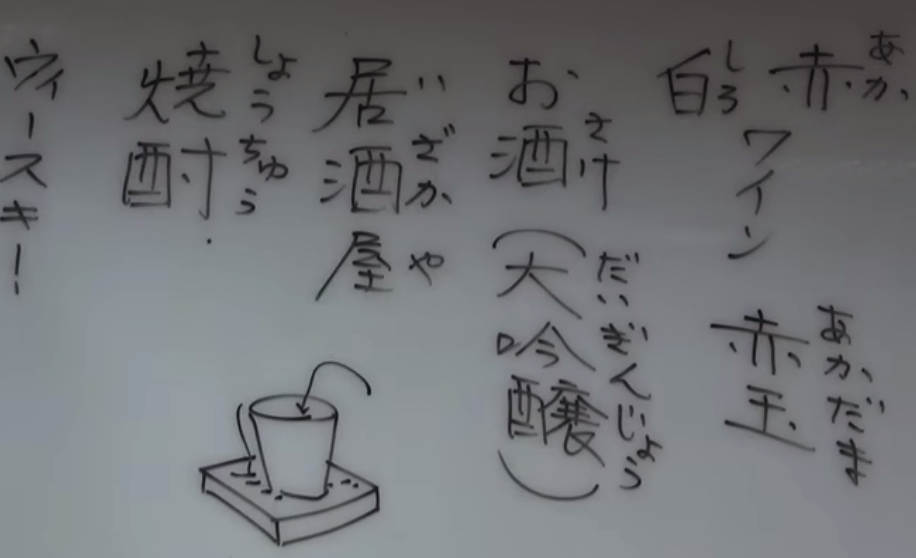 あか
赤
しろ
白
ワイン
あかだま
赤玉
さけ
お酒
だいぎんじょう
(大吟醸)
いざかや
居酒屋
しょうちゅう
焼酎
ウィースキー